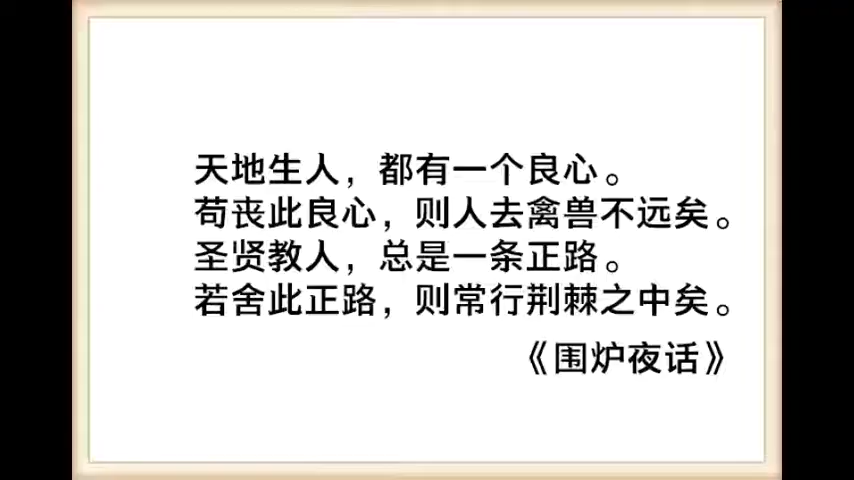 天地生人，都有一个良心。
苟丧此良心，则人去禽兽不远矣。
圣贤教人，总是一条正路。
若舍此正路，则常行荆棘之中矣。
《围炉夜话》